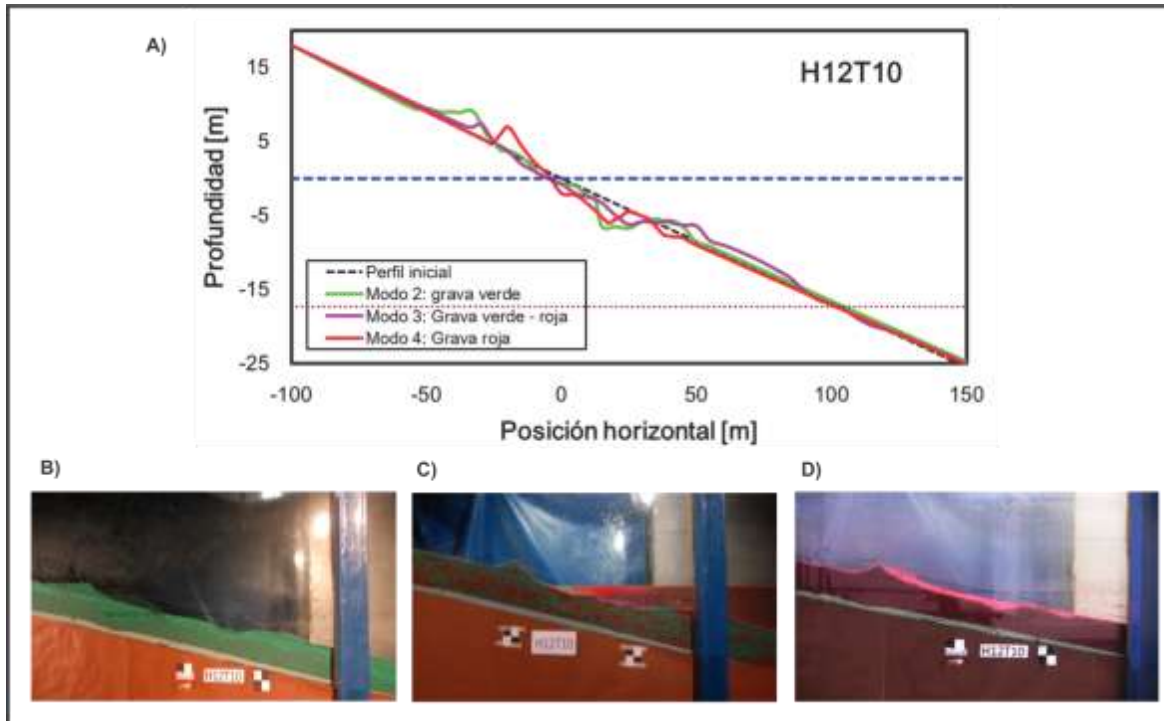 A)
H12T10
Profundidad [m]
15
5
-5
-15
-25
Perfil inicial
Modo 2: grava verde
Modo 3: Grava verde - roja
Modo 4: Grava roja
-100
-50
0
50
100
150
Posición horizontal [m]
B)
C)
D)
H12T10
H12T10
H12T10